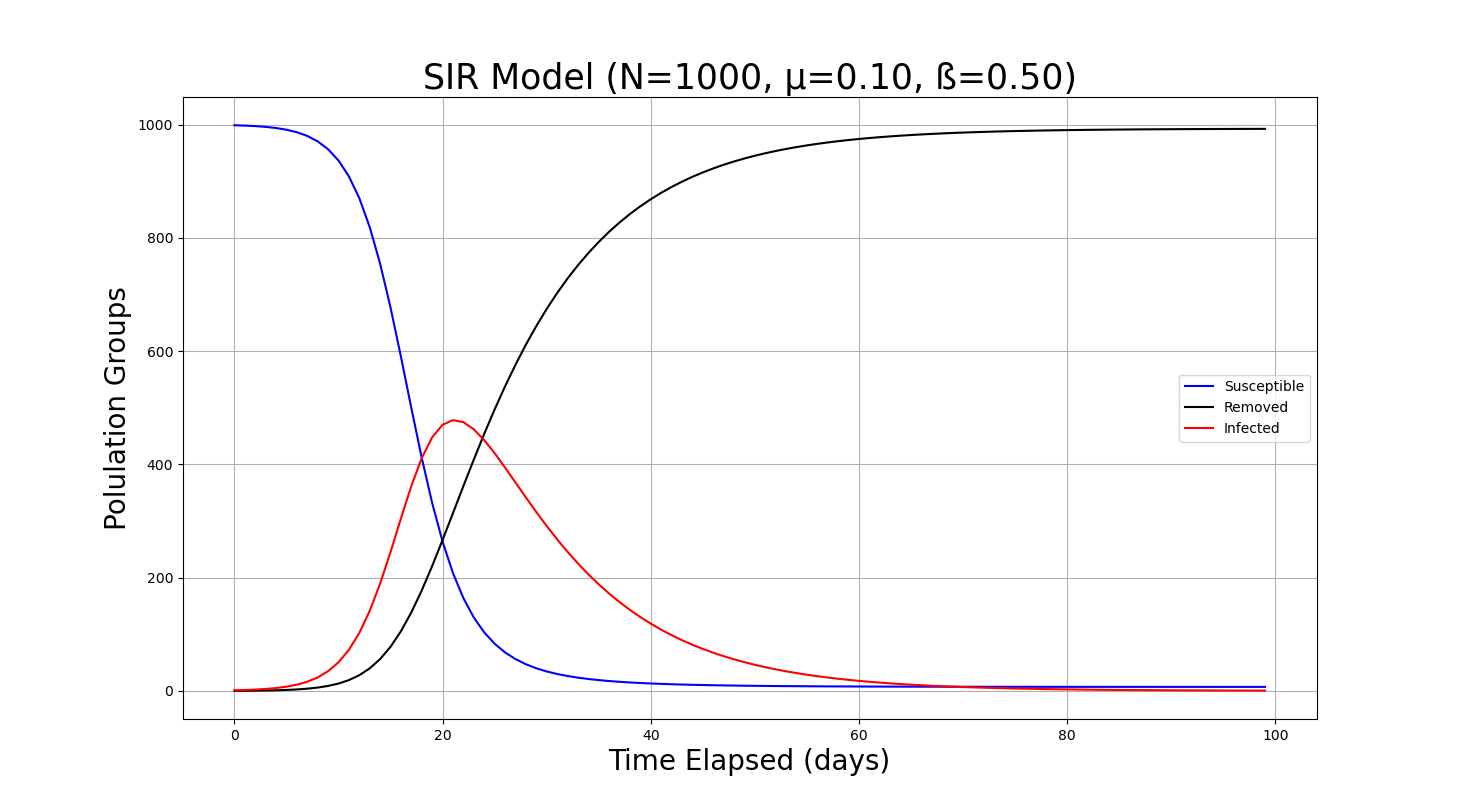 SIR Model (N=1000, μ=0.10, ß=0.50)
Polulation Groups
1000
800
600
400
200
0
Susceptible
Removed
Infected
0 20 40 60 80 100
Time Elapsed (days)